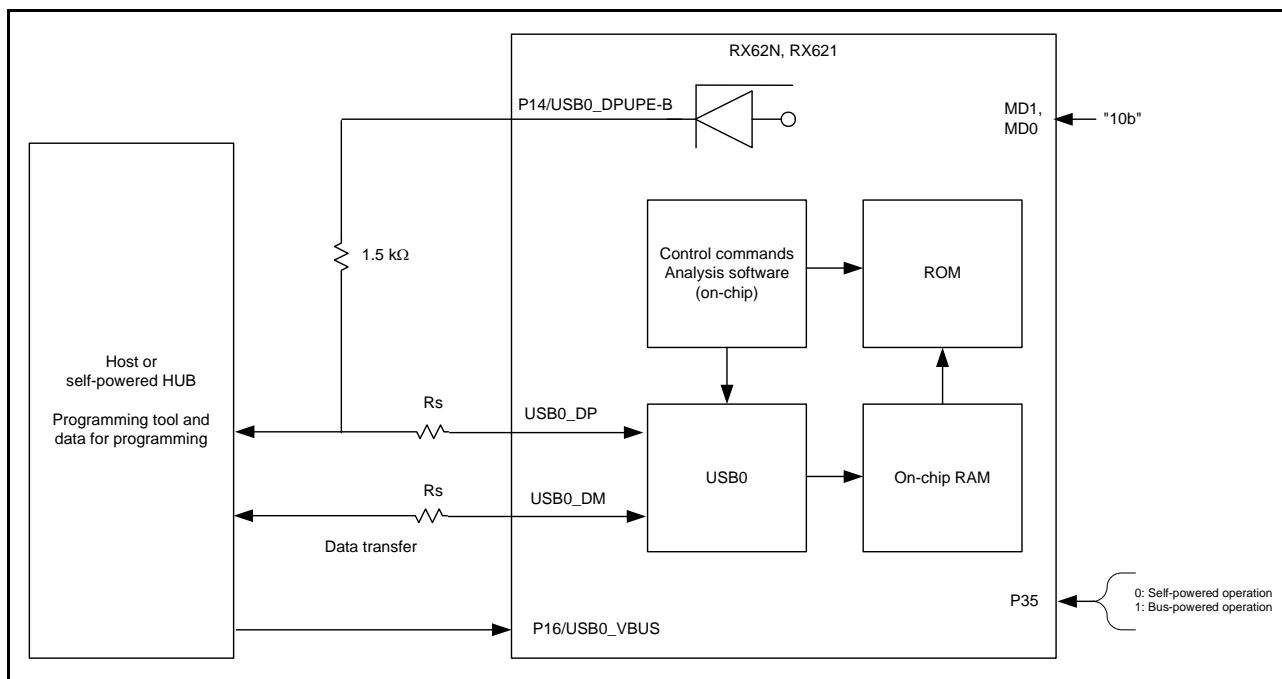 RX62N, RX621
P14/USB0_DPUPE-B
MD1,
MD0
"10b"
1.5 kΩ
Control commands
Analysis software
(on-chip)
ROM
Host or
self-powered HUB
Programming tool and
data for programming
Rs
USB0_DP
USB0
On-chip RAM
Rs
USB0_DM
Data transfer
P35
0: Self-powered operation
1: Bus-powered operation
P16/USB0_VBUS